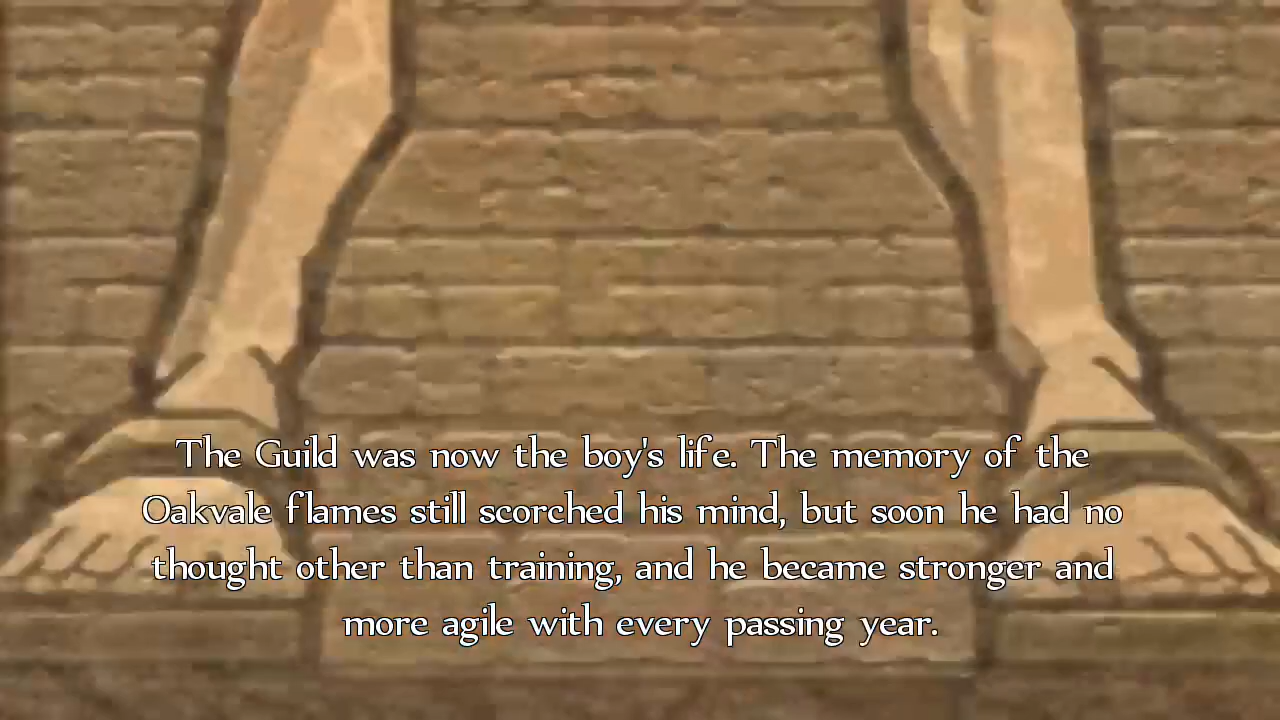 The Guild was now the boy's life. The memory of the
Oakvale flames still scorched his mind, but soon he had no
thought other than training, and he became stronger and
more agile with every passing year.